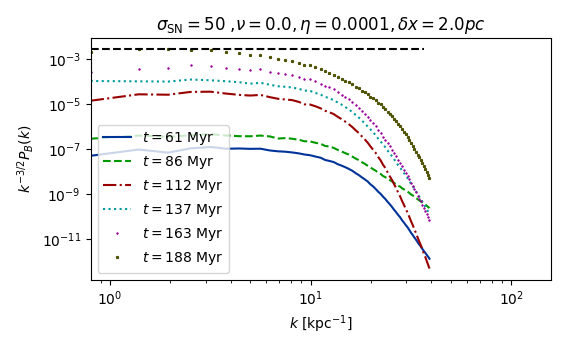 σ_SN = 50 , ν = 0.0, η = 0.0001, δx = 2.0pc
k^{-3/2}P_B(k)
10^{-3}
10^{-5}
10^{-7}
10^{-9}
10^{-11}
t = 61 Myr
t = 86 Myr
t = 112 Myr
t = 137 Myr
t = 163 Myr
t = 188 Myr
10^0
10^1
10^2
k [kpc^{-1}]